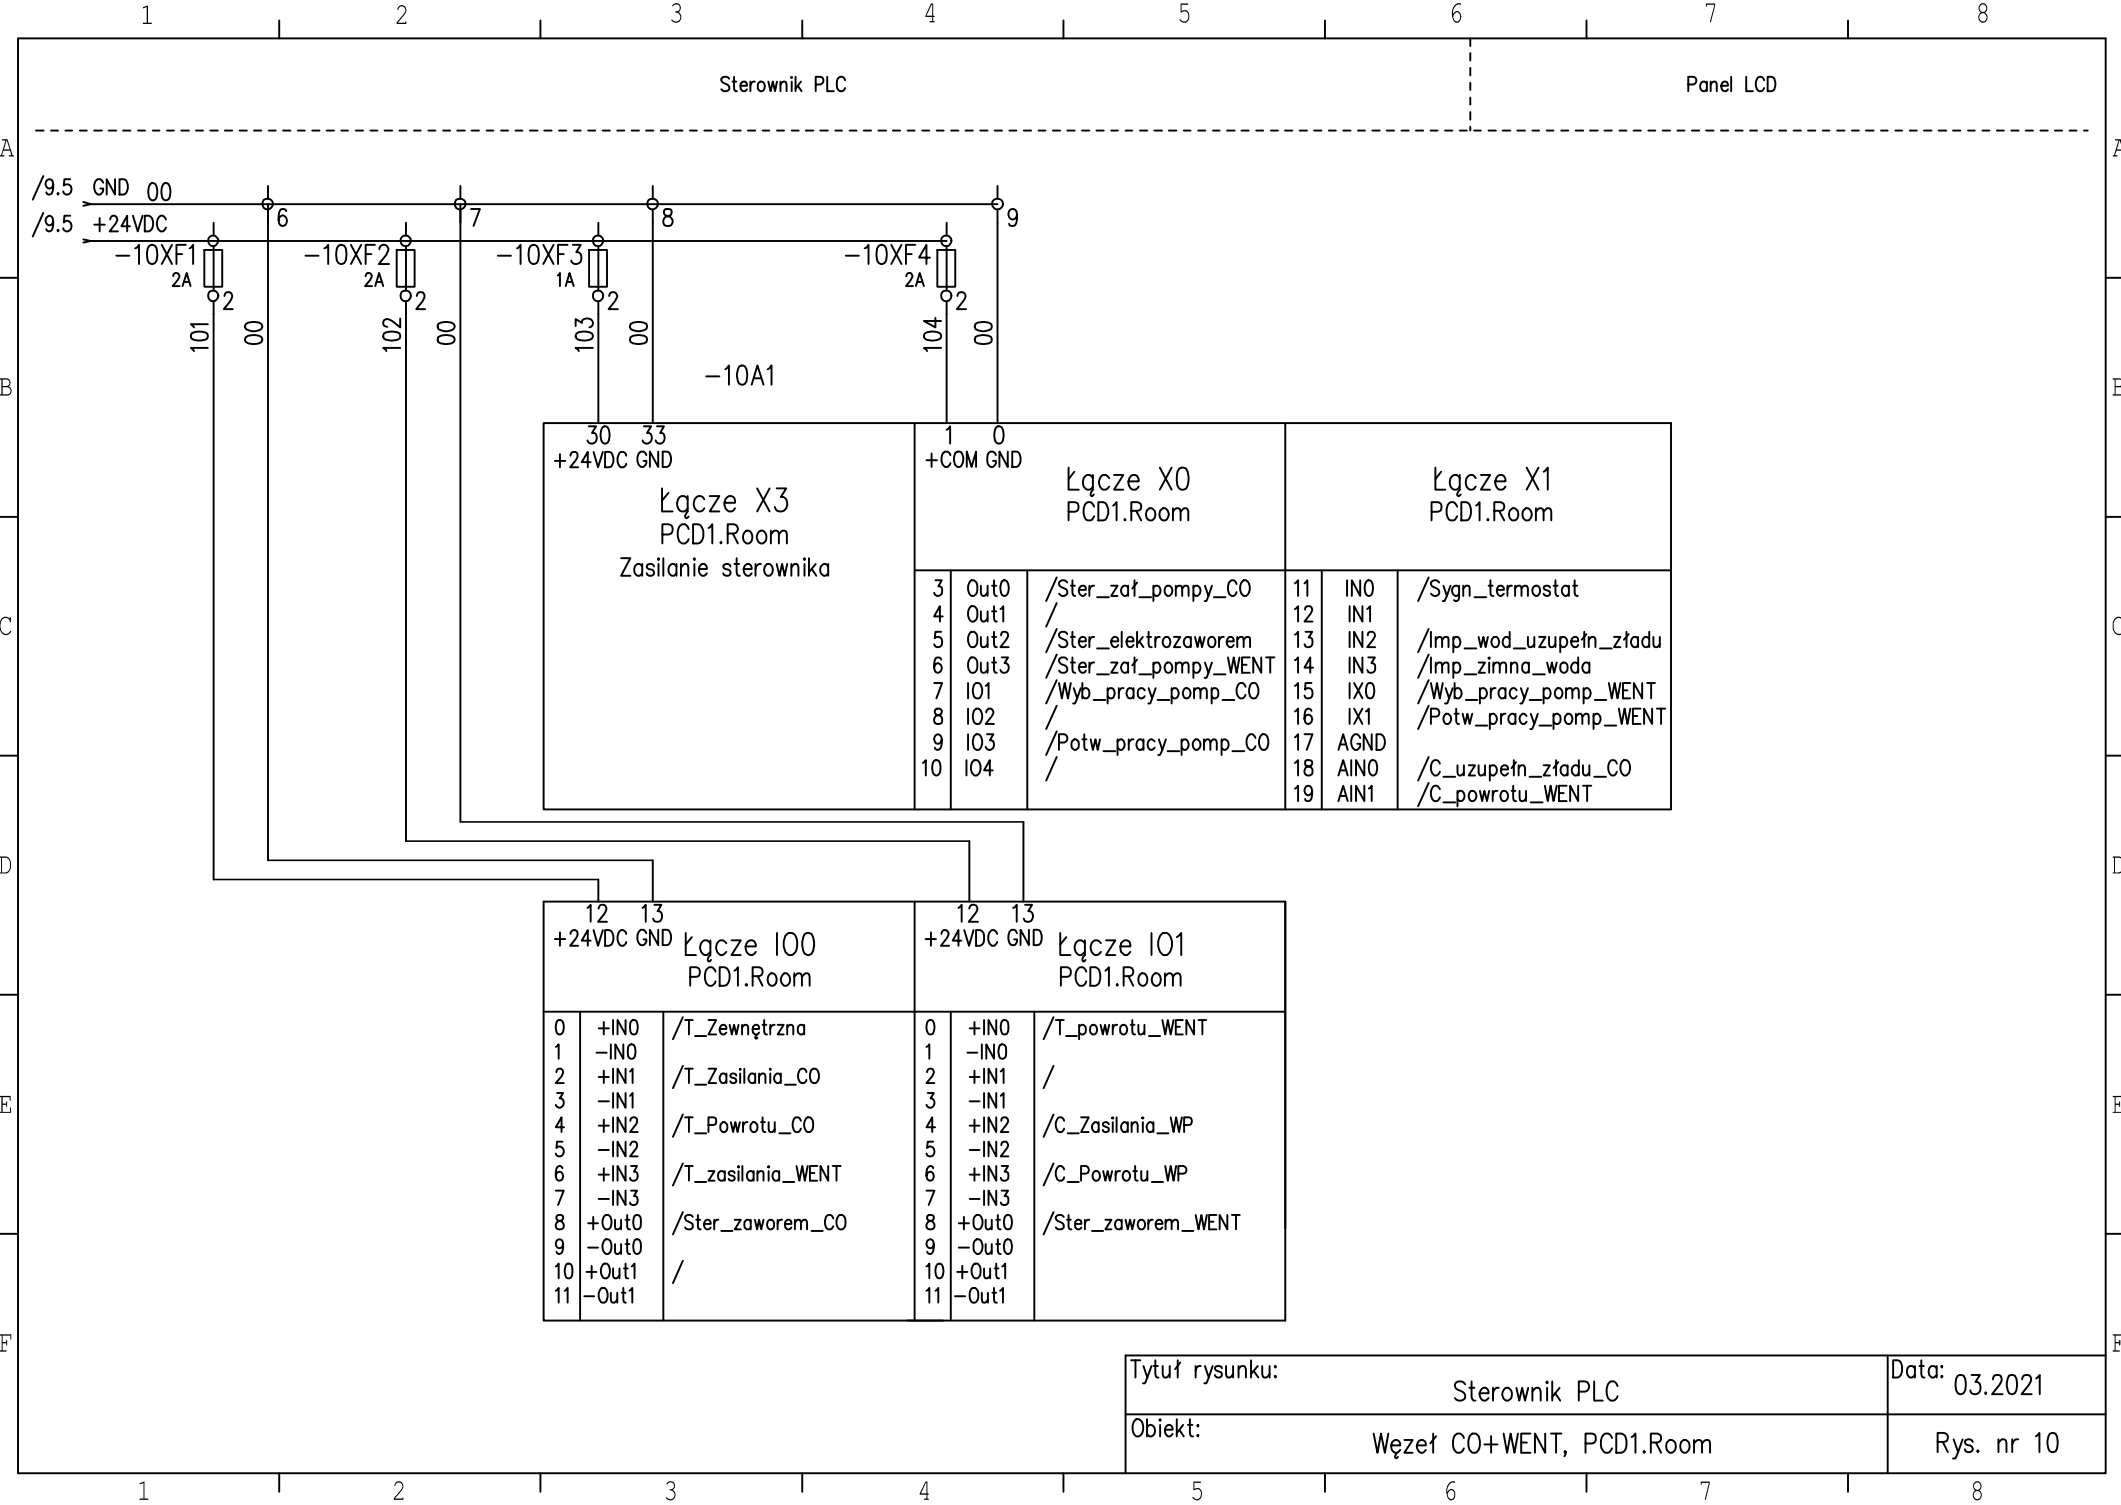 1 2 3 4 5 6 7 8
Sterownik PLC
Panel LCD
A A
/9.5 GND 00
/9.5 +24VDC
6 7 8 9
-10XF1 -10XF2 -10XF3 -10XF4
2A 2A 1A 2A
2 2 2 2
101 00 102 00 103 00 104 00
-10A1
B B
30 33
+24VDC GND
Łącze X3
PCD1.Room
Zasilanie sterownika
1 0
+COM GND
Łącze X0
PCD1.Room
3 Out0 /Ster_zał_pompy_CO
4 Out1 /
5 Out2 /Ster_elektrozaworem
6 Out3 /Ster_zał_pompy_WENT
7 IO1 /Wyb_pracy_pomp_CO
8 IO2 /
9 IO3 /Potw_pracy_pomp_CO
10 IO4 /
Łącze X1
PCD1.Room
11 IN0 /Sygn_termostat
12 IN1
13 IN2 /Imp_wod_uzupełn_zładu
14 IN3 /Imp_zimna_woda
15 IX0 /Wyb_pracy_pomp_WENT
16 IX1 /Potw_pracy_pomp_WENT
17 AGND
18 AIN0 /C_uzupełn_zładu_CO
19 AIN1 /C_powrotu_WENT
C C
D D
12 13
+24VDC GND
Łącze IO0
PCD1.Room
0 +IN0 /T_Zewnętrzna
1 -IN0
2 +IN1 /T_Zasilania_CO
3 -IN1
4 +IN2 /T_Powrotu_CO
5 -IN2
6 +IN3 /T_zasilania_WENT
7 -IN3
8 +Out0 /Ster_zaworem_CO
9 -Out0
10 +Out1 /
11 -Out1
12 13
+24VDC GND
Łącze IO1
PCD1.Room
0 +IN0 /T_powrotu_WENT
1 -IN0
2 +IN1 /
3 -IN1
4 +IN2 /C_Zasilania_WP
5 -IN2
6 +IN3 /C_Powrotu_WP
7 -IN3
8 +Out0 /Ster_zaworem_WENT
9 -Out0
10 +Out1
11 -Out1
E E
F F
Tytuł rysunku:
Sterownik PLC
Data: 03.2021
Obiekt:
Węzeł CO+WENT, PCD1.Room
Rys. nr 10
1 2 3 4 5 6 7 8